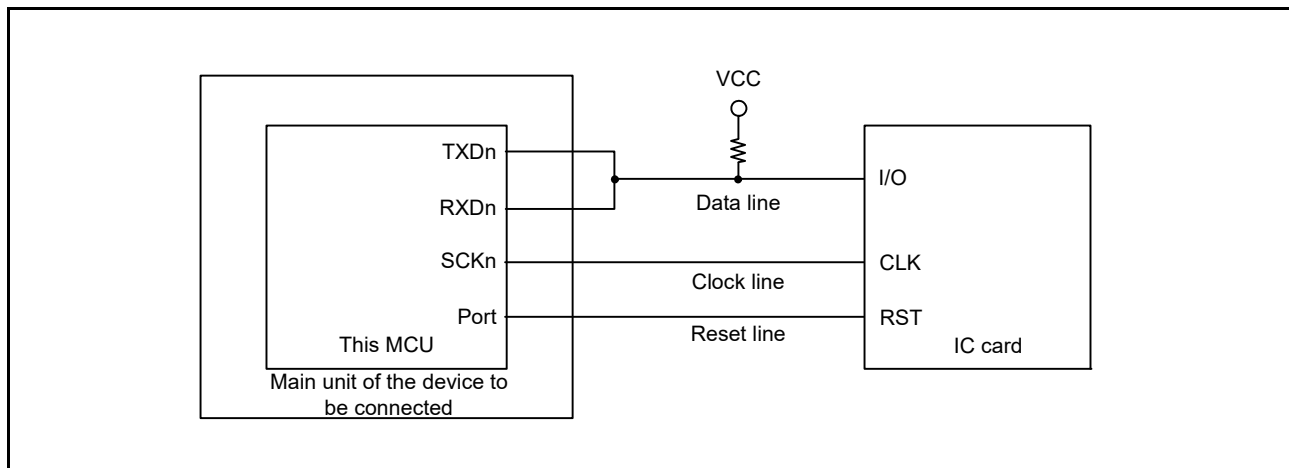 VCC
TXDn
I/O
Data line
RXDn
SCKn
CLK
Clock line
Port
RST
Reset line
This MCU
IC card
Main unit of the device to
be connected